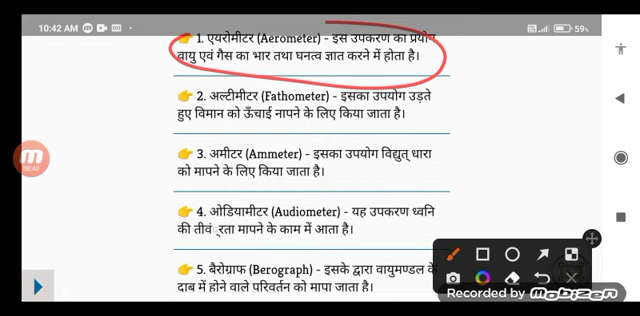 10:42 AM
59%
👉 1. एयरोमीटर (Aerometer) - इस उपकरण का प्रयोग
वायु एवं गैस का भार तथा घनत्व ज्ञात करने में होता है।
👉 2. अल्टीमीटर (Fathometer) - इसका उपयोग उड़ते
हुए विमान को ऊँचाई नापने के लिए किया जाता है।
👉 3. अमीटर (Ammeter) - इसका उपयोग विद्युत् धारा
को मापने के लिए किया जाता है।
👉 4. ओडियामीटर (Audiometer) - यह उपकरण ध्वनि
की तीवं्रता मापने के काम में आता है।
👉 5. बैरोग्राफ (Berograph) - इसके द्वारा वायुमण्डल के
दाब में होने वाले परिवर्तन को मापा जाता है।
00:40
Recorded by mobizen